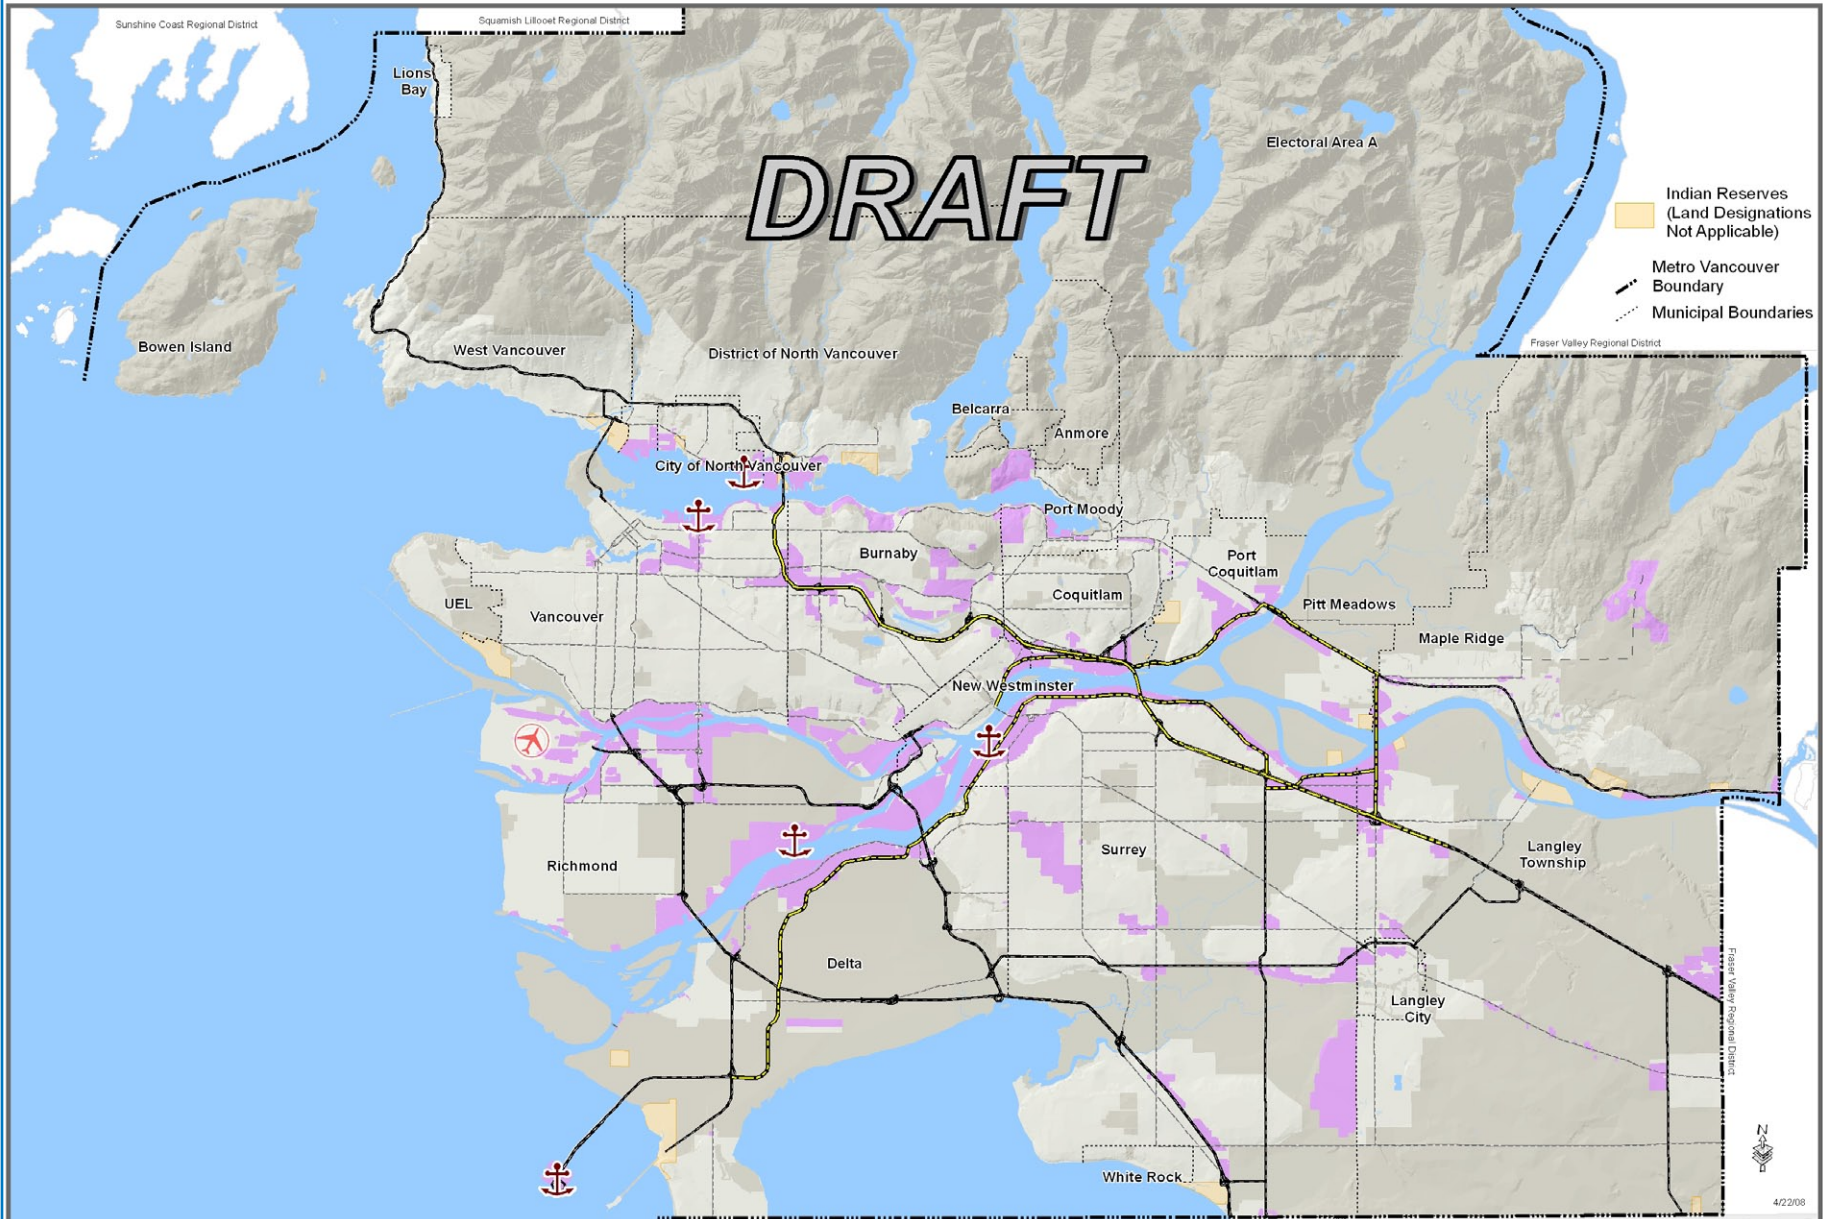 Sunshine Coast Regional District
Squamish Lillooet Regional District
Lions
Bay
Electoral Area A
DRAFT
Indian Reserves
(Land Designations
Not Applicable)
Metro Vancouver
Boundary
Municipal Boundaries
Fraser Valley Regional District
Bowen Island
West Vancouver
District of North Vancouver
Belcarra
Anmore
City of North Vancouver
Port Moody
Burnaby
Port
Coquitlam
Coquitlam
UEL
Vancouver
Pitt Meadows
Maple Ridge
New Westminster
Richmond
Surrey
Langley
Township
Delta
Langley
City
Fraser Valley Regional District
White Rock
N
4/22/08